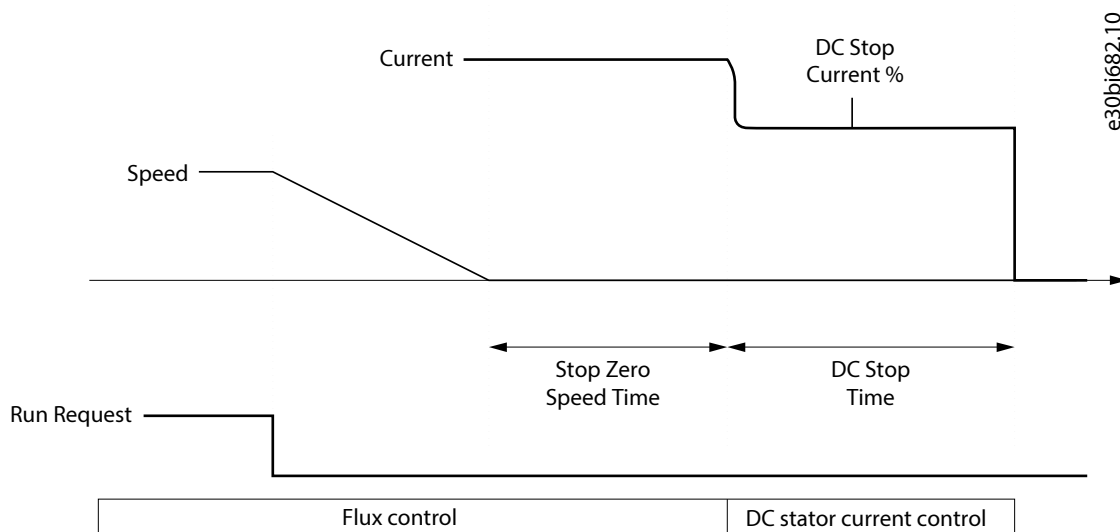 e30bi682.10
Current
DC Stop
Current %
Speed
Stop Zero
Speed Time
DC Stop
Time
Run Request
Flux control
DC stator current control